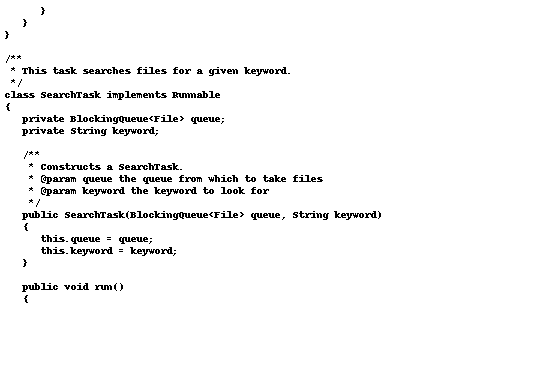 }
   }
}

/**
 * This task searches files for a given keyword.
 */
class SearchTask implements Runnable
{
   private BlockingQueue<File> queue;
   private String keyword;

   /**
    * Constructs a SearchTask.
    * @param queue the queue from which to take files
    * @param keyword the keyword to look for
    */
   public SearchTask(BlockingQueue<File> queue, String keyword)
   {
      this.queue = queue;
      this.keyword = keyword;
   }

   public void run()
   {